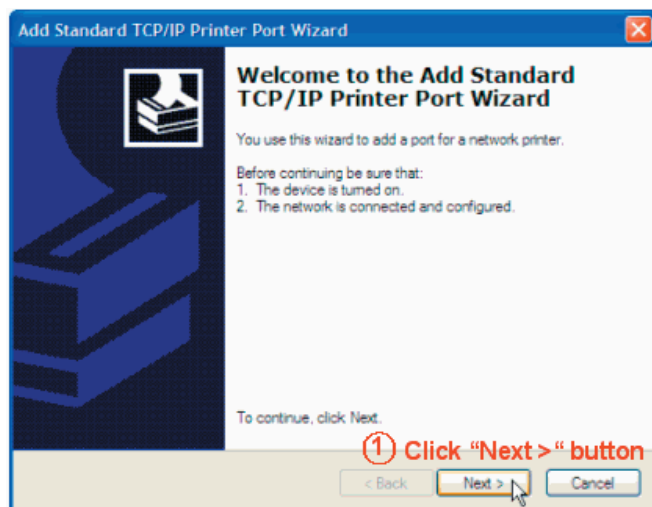 Add Standard TCP/IP Printer Port Wizard
Welcome to the Add Standard
TCP/IP Printer Port Wizard
You use this wizard to add a port for a network printer.
Before continuing be sure that:
1. The device is turned on.
2. The network is connected and configured.
To continue, click Next.
① Click “Next >“ button
< Back Next > Cancel